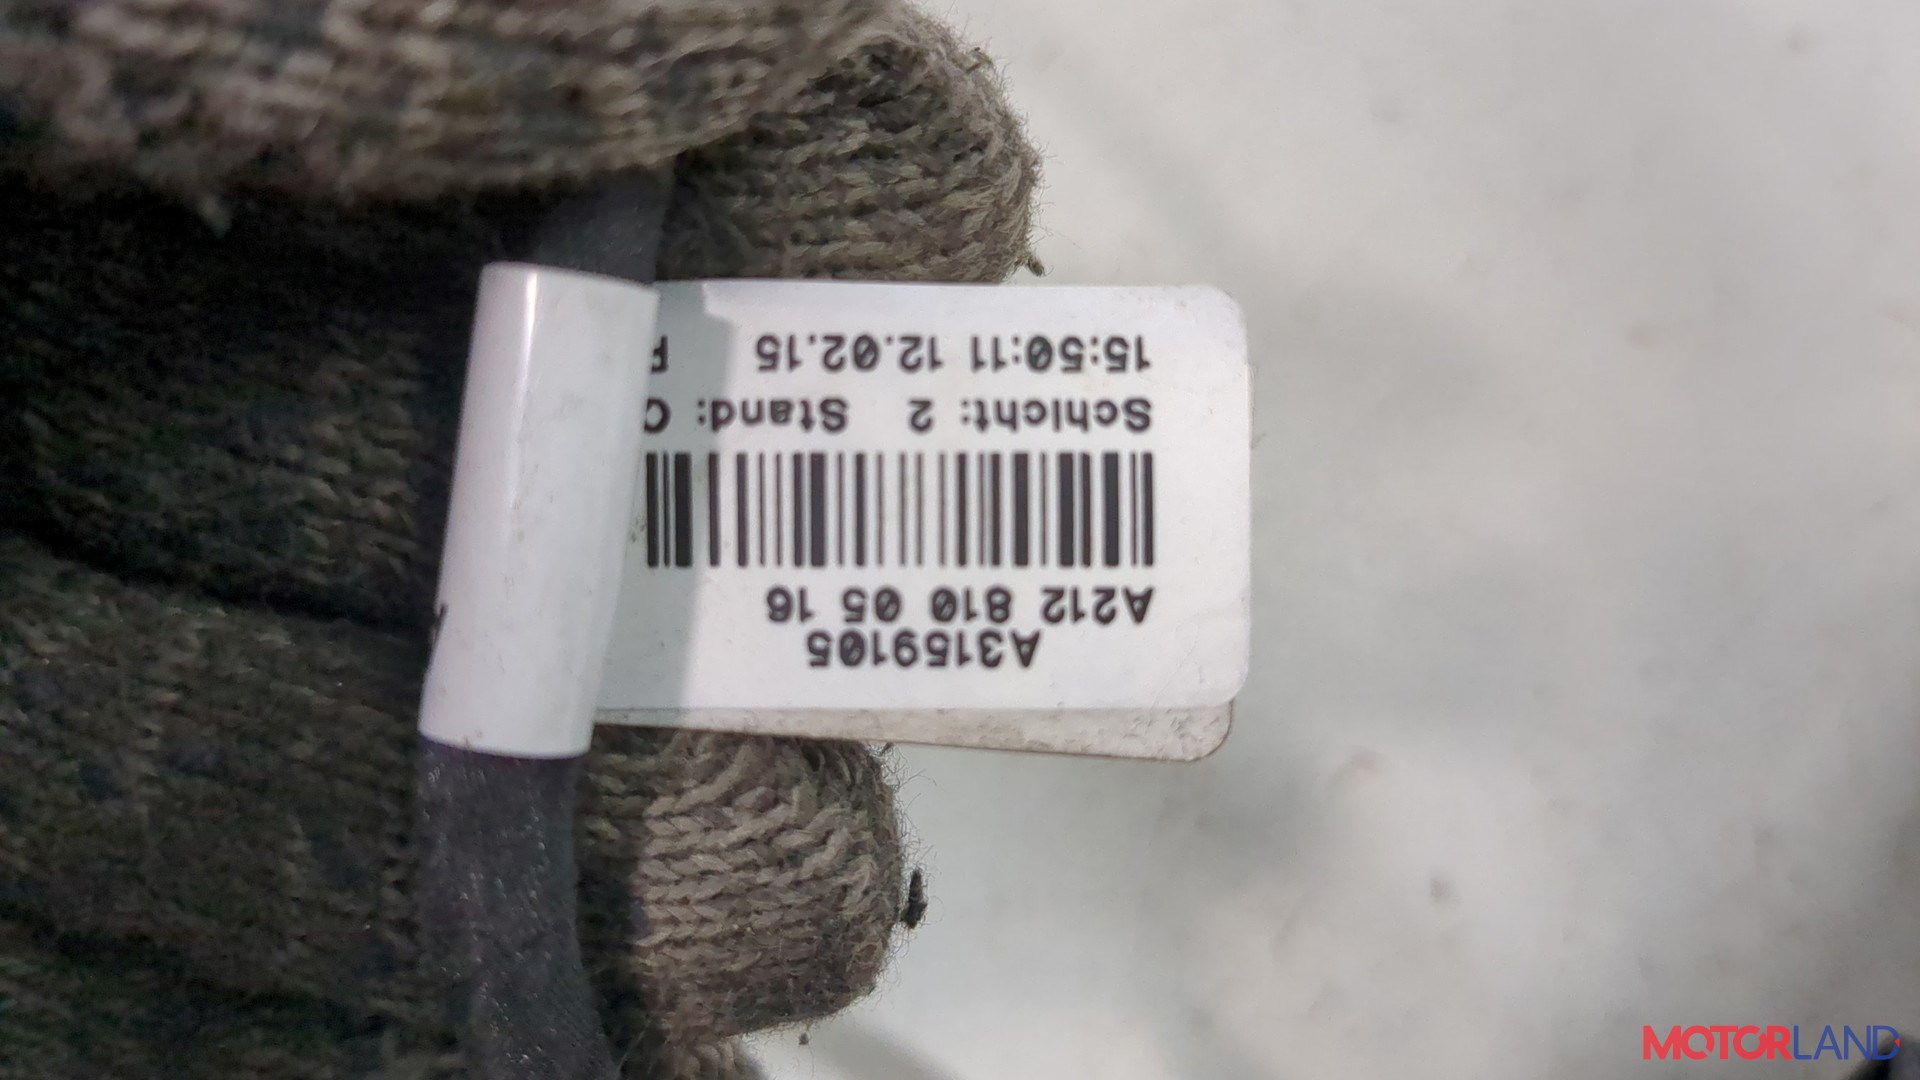 A3159105
A212 810 05 16
Schicht: 2 Stand:
15:50:11 12.02.15
MOTORLAND